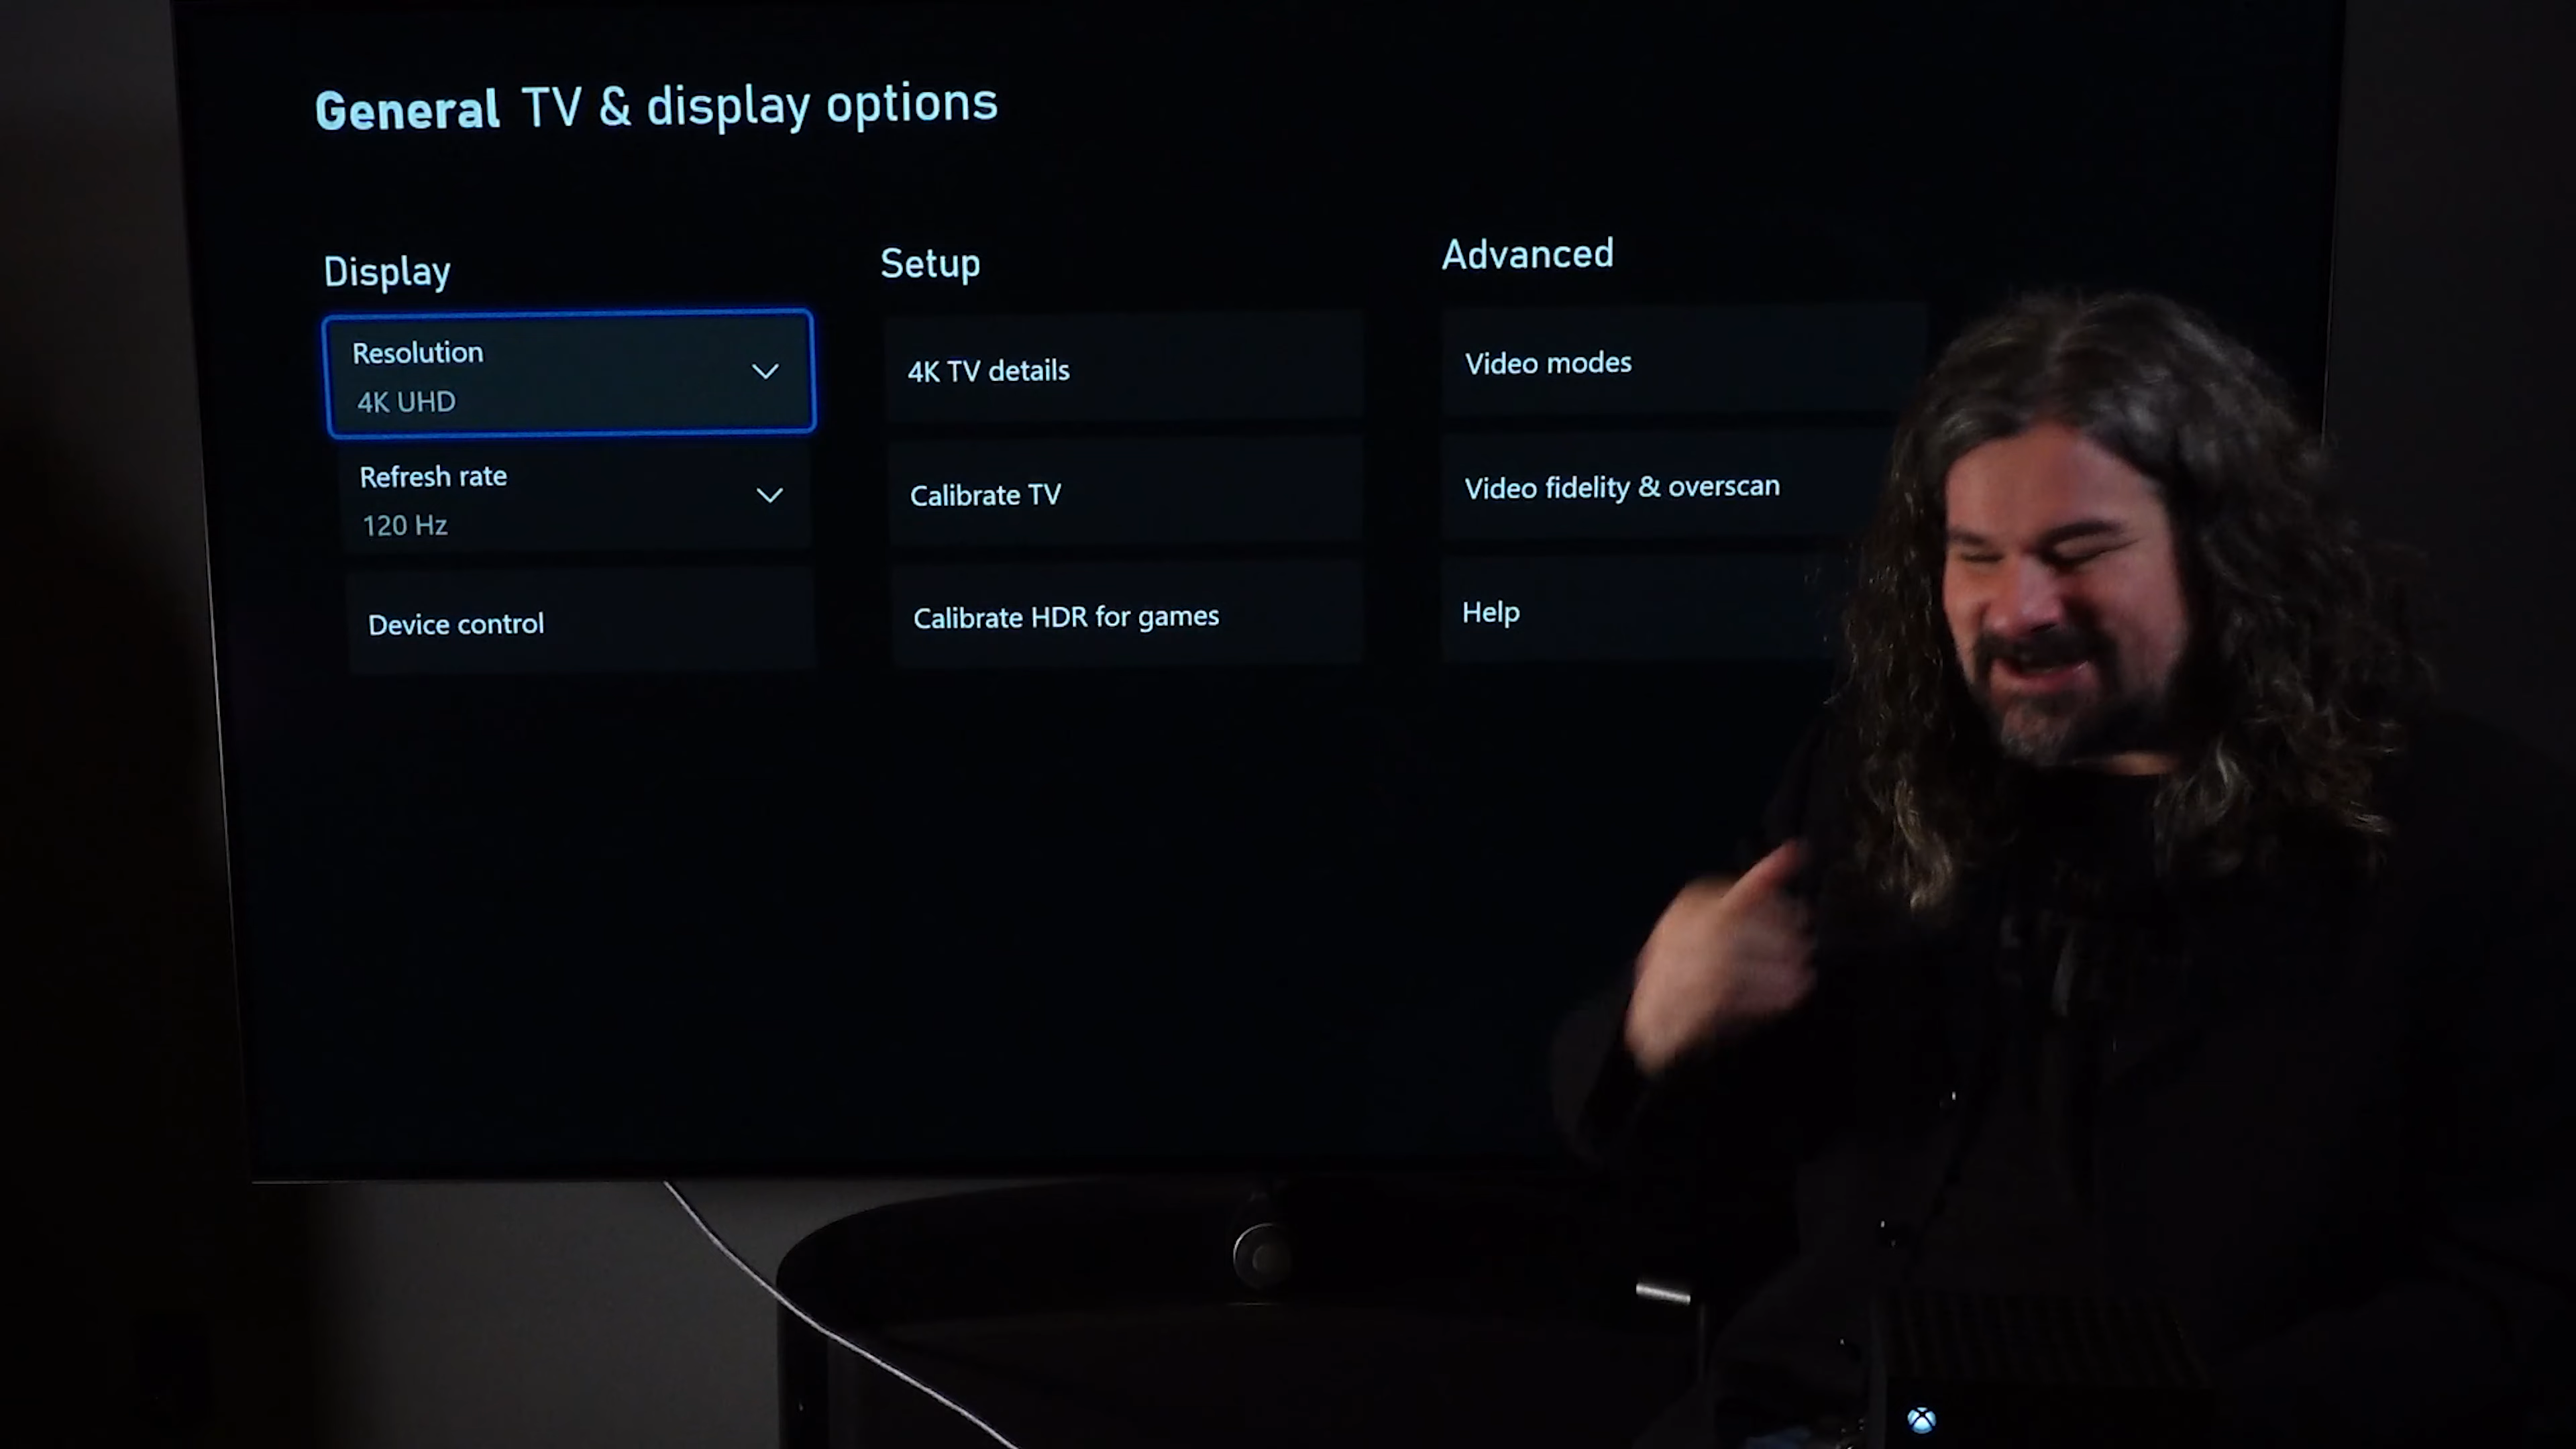 General TV & display options
Display
Resolution
4K UHD
Refresh rate
120 Hz
Device control
Setup
4K TV details
Calibrate TV
Calibrate HDR for games
Advanced
Video modes
Video fidelity & overscan
Help